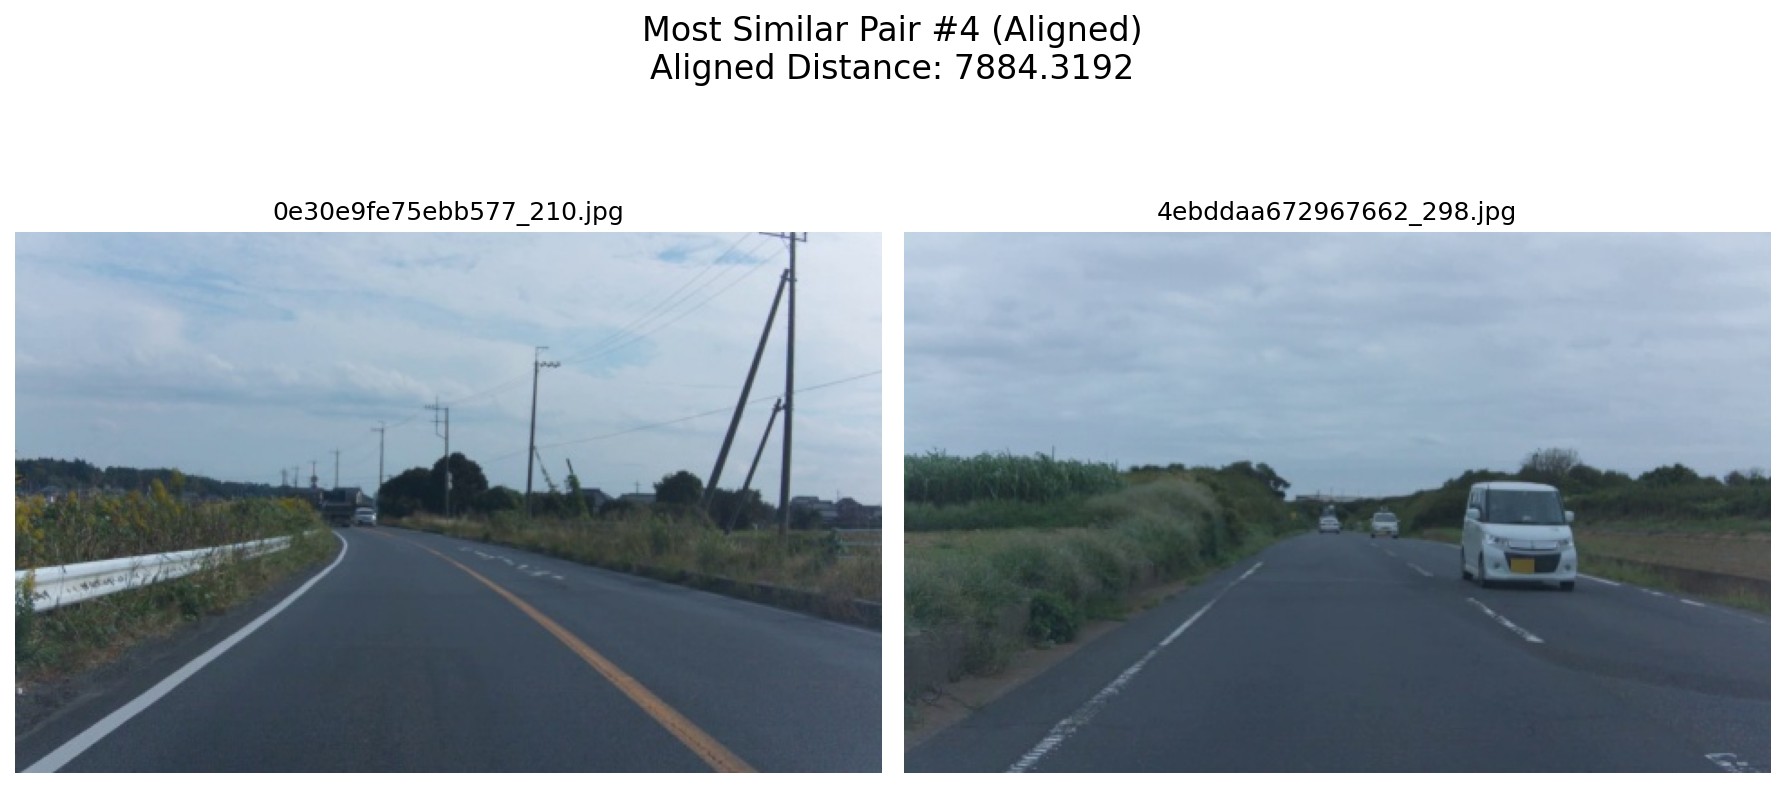 Most Similar Pair #4 (Aligned)
Aligned Distance: 7884.3192
0e30e9fe75ebb577_210.jpg
4ebddaa672967662_298.jpg